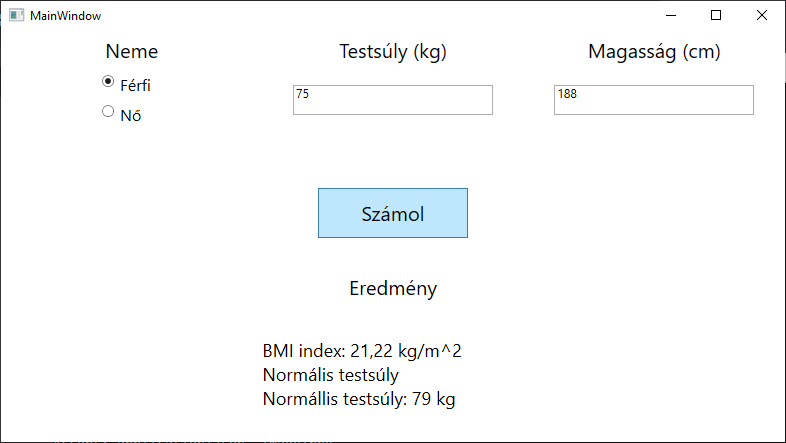 MainWindow
Neme
Testsúly (kg)
Magasság (cm)
Férfi
75
188
Nő
Számol
Eredmény
BMI index: 21,22 kg/m^2
Normális testsúly
Normállis testsúly: 79 kg